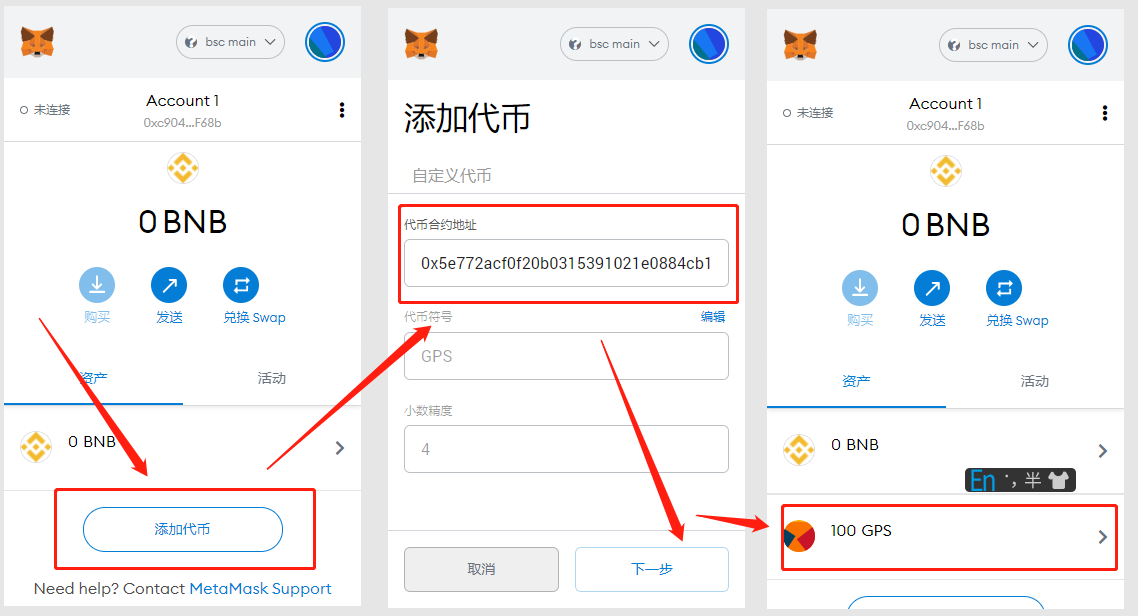 bsc main
未连接
Account 1
0xc904...F68b
0 BNB
购买
发送
兑换 Swap
资产
活动
0 BNB
添加代币
Need help? Contact MetaMask Support
bsc main
添加代币
自定义代币
代币合约地址
0x5e772acf0f20b0315391021e0884cb1
代币符号
编辑
GPS
小数精度
4
取消
下一步
bsc main
未连接
Account 1
0xc904...F68b
0 BNB
购买
发送
兑换 Swap
资产
活动
0 BNB
En ·, 半
100 GPS